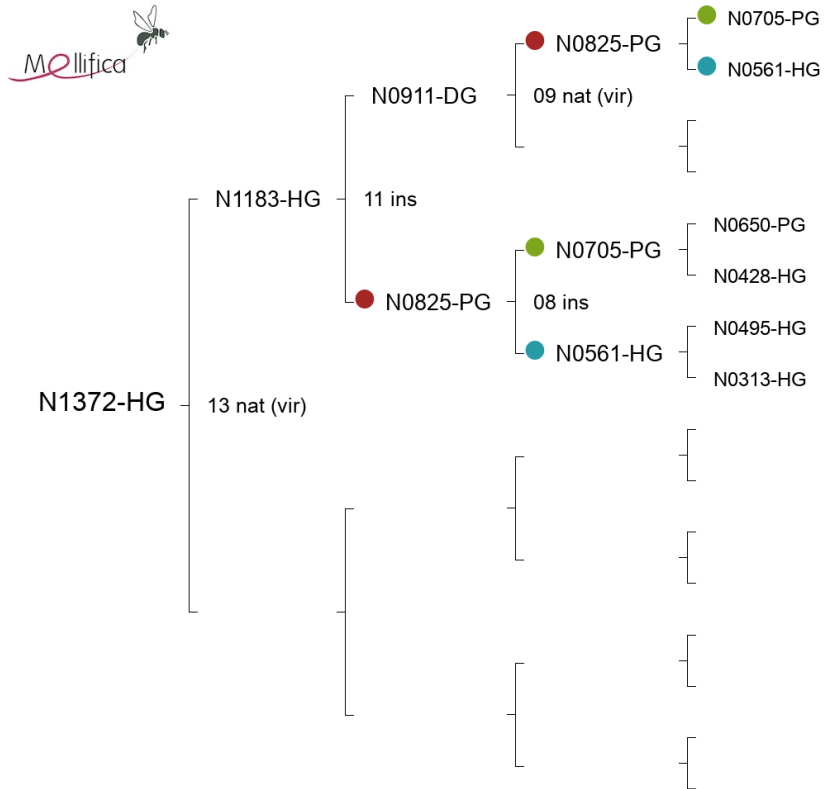 Mellifica
N0705-PG
N0825-PG
N0561-HG
N0911-DG
09 nat (vir)
N1183-HG
11 ins
N0650-PG
N0705-PG
N0428-HG
N0825-PG
08 ins
N0495-HG
N0561-HG
N0313-HG
N1372-HG
13 nat (vir)